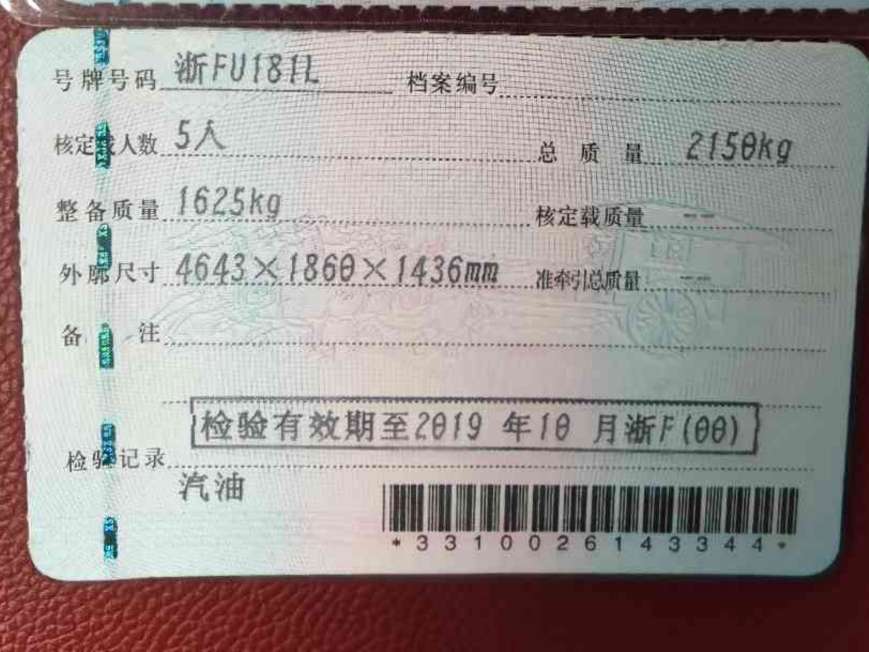 号牌号码 浙FU181L 档案编号
核定载人数 5人 总质量 2150kg
整备质量 1625kg 核定载质量 --
外廓尺寸 4643×1860×1436mm 准牵引总质量 --
备注
检验有效期至2019年10月浙F(00)
检验记录
汽油
*3310026143344*